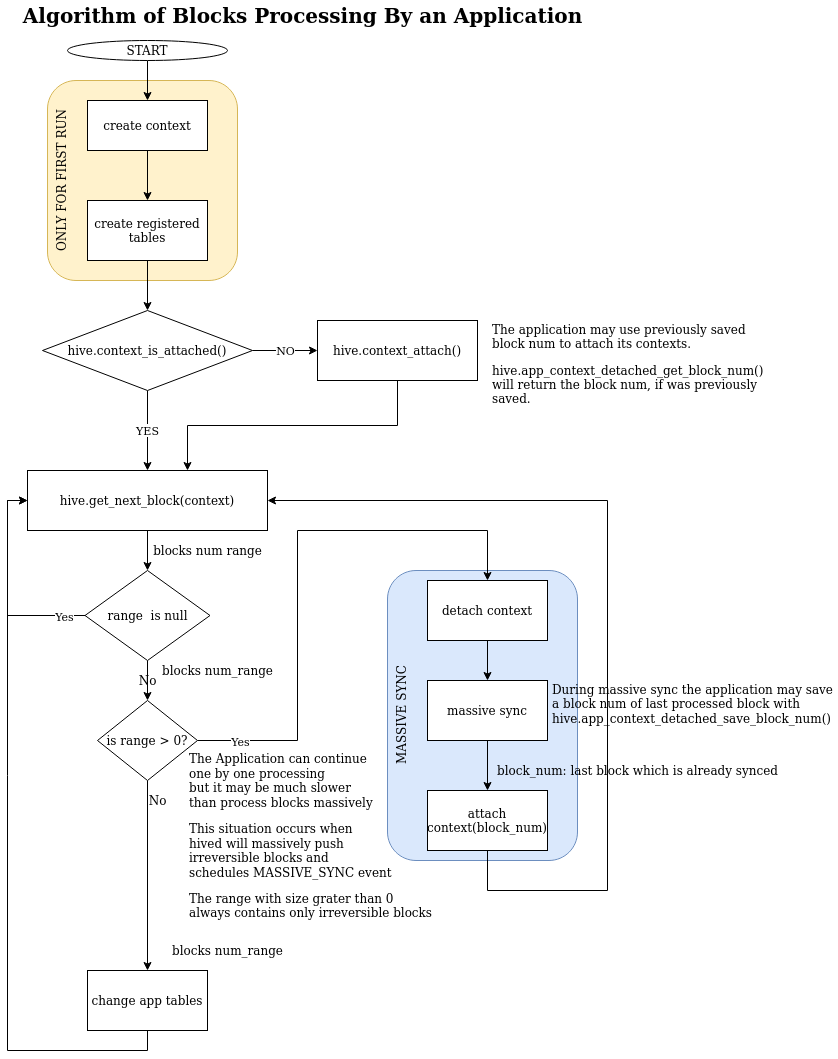 Algorithm of Blocks Processing By an Application
START
ONLY FOR FIRST RUN
create context
create registered
tables
hive.context_is_attached()
NO
hive.context_attach()
The application may use previously saved
block num to attach its contexts.
hive.app_context_detached_get_block_num()
will return the block num, if was previously
saved.
YES
hive.get_next_block(context)
blocks num range
range  is null
Yes
No
blocks num_range
is range > 0?
Yes
The Application can continue
one by one processing
but it may be much slower
than process blocks massively
This situation occurs when
hived will massively push
irreversible blocks and
schedules MASSIVE_SYNC event
The range with size grater than 0
always contains only irreversible blocks
No
blocks num_range
change app tables
MASSIVE SYNC
detach context
massive sync
During massive sync the application may save
a block num of last processed block with
hive.app_context_detached_save_block_num()
block_num: last block which is already synced
attach
context(block_num)